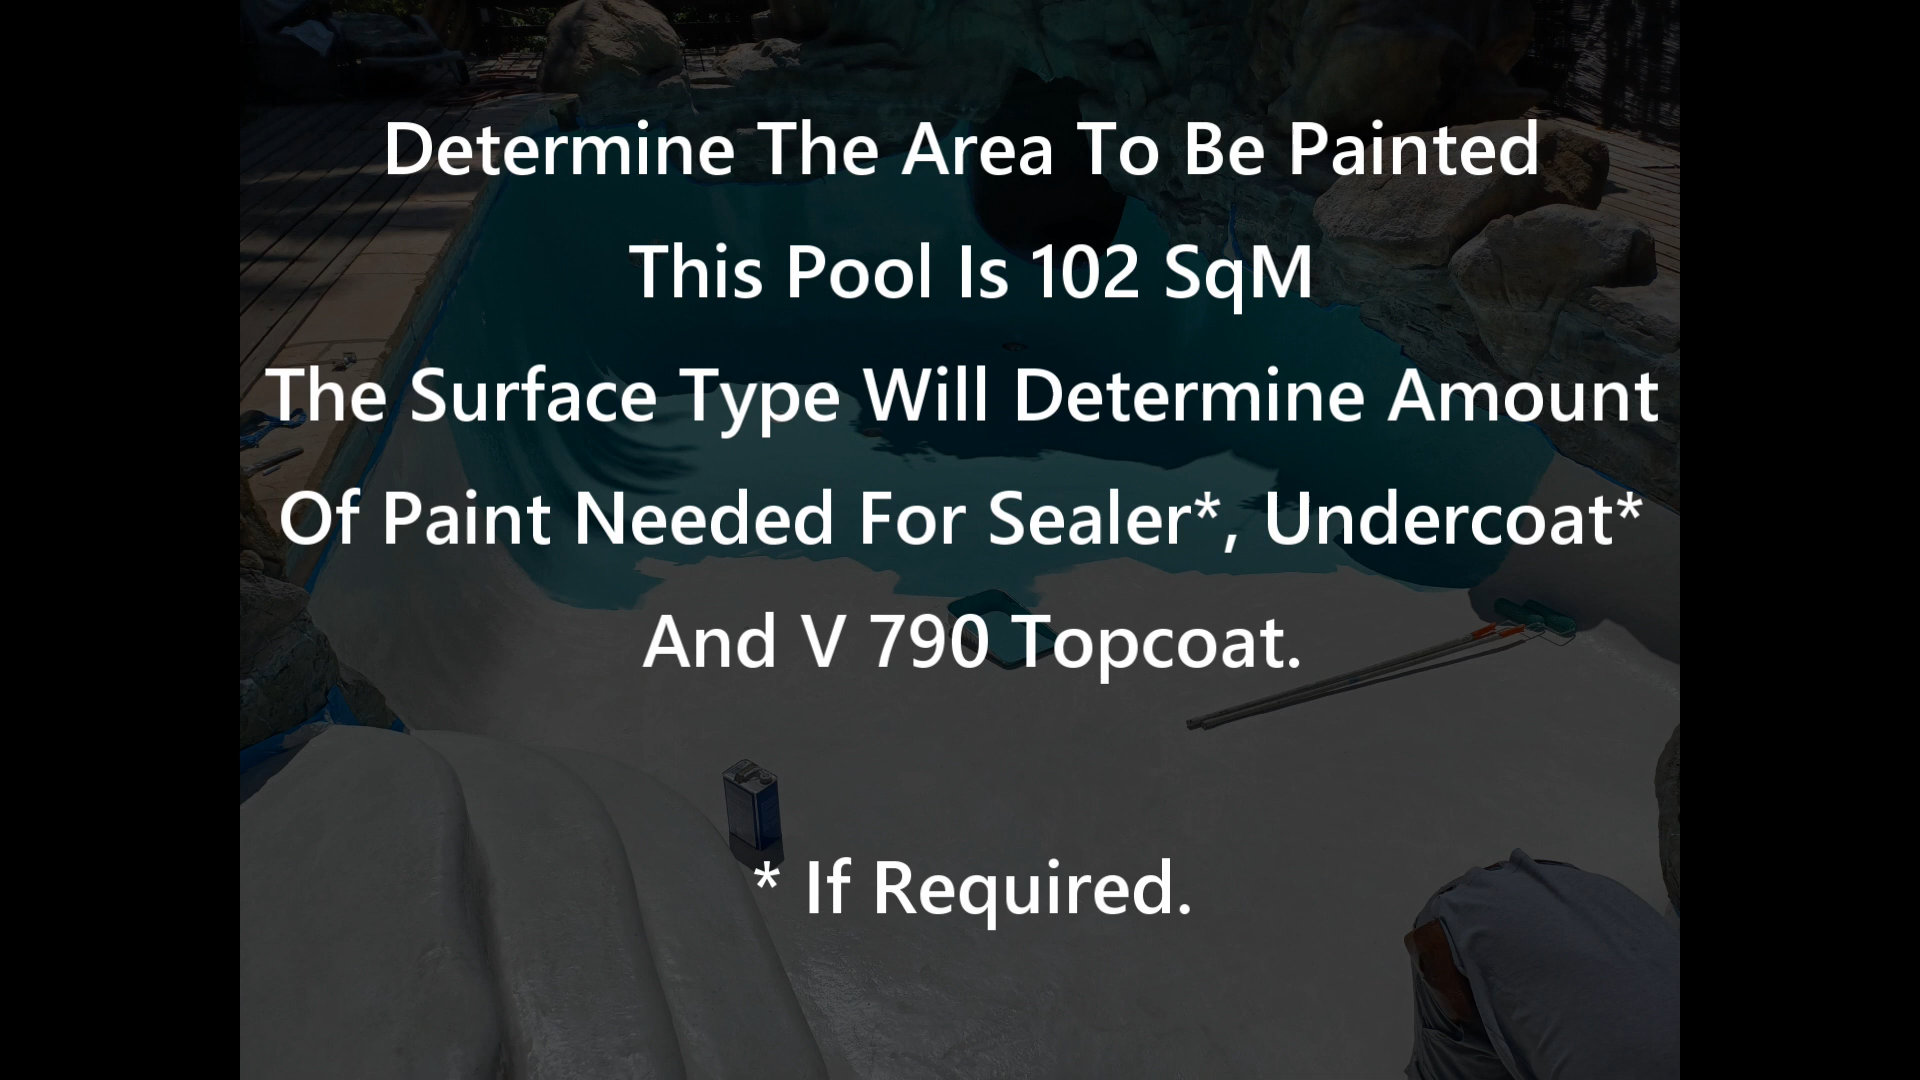 Determine The Area To Be Painted
This Pool Is 102 SqM
The Surface Type Will Determine Amount
Of Paint Needed For Sealer*, Undercoat*
And V 790 Topcoat.
* If Required.